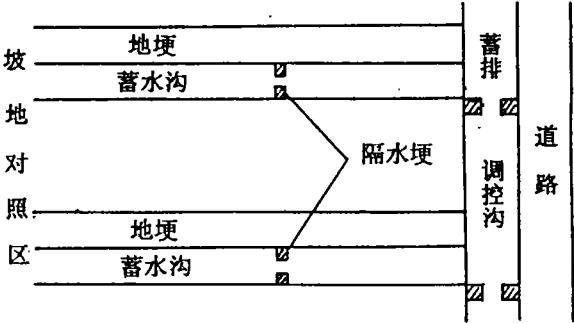 坡地对照区
地埂
蓄水沟
隔水埂
地埂
蓄水沟
蓄排
调控沟
道路